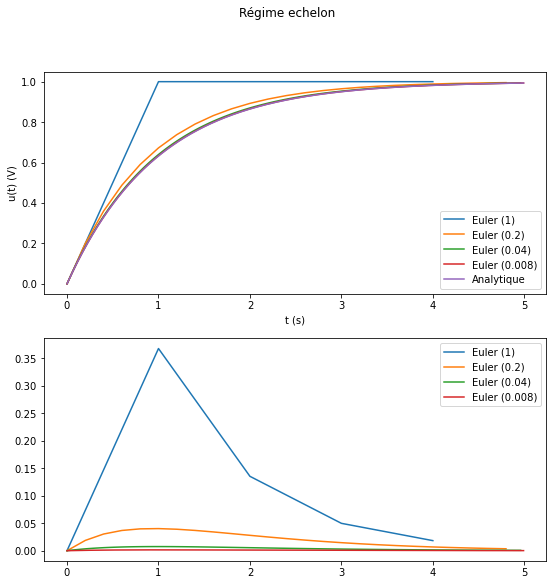 Régime echelon
1.0
0.8
0.6
0.4
0.2
0.0
u(t) (V)
Euler (1)
Euler (0.2)
Euler (0.04)
Euler (0.008)
Analytique
0 1 2 3 4 5
t (s)
0.35
0.30
0.25
0.20
0.15
0.10
0.05
0.00
Euler (1)
Euler (0.2)
Euler (0.04)
Euler (0.008)
0 1 2 3 4 5